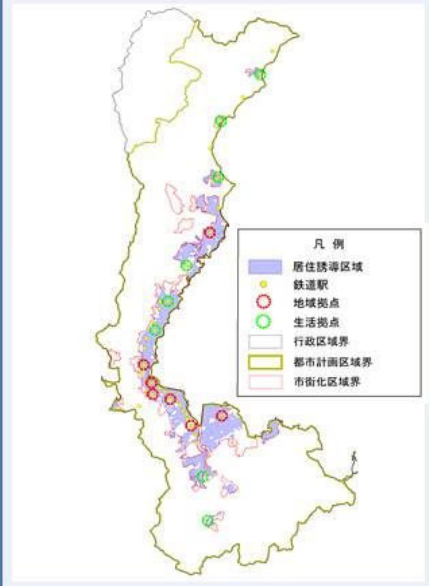 凡例
居住誘導区域
鉄道駅
地域拠点
生活拠点
行政区域界
都市計画区域界
市街化区域界